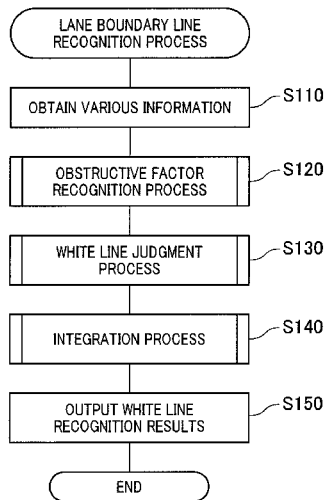 LANE BOUNDARY LINE
RECOGNITION PROCESS
OBTAIN VARIOUS INFORMATION
S110
OBSTRUCTIVE FACTOR
RECOGNITION PROCESS
S120
WHITE LINE JUDGMENT
PROCESS
S130
INTEGRATION PROCESS
S140
OUTPUT WHITE LINE
RECOGNITION RESULTS
S150
END